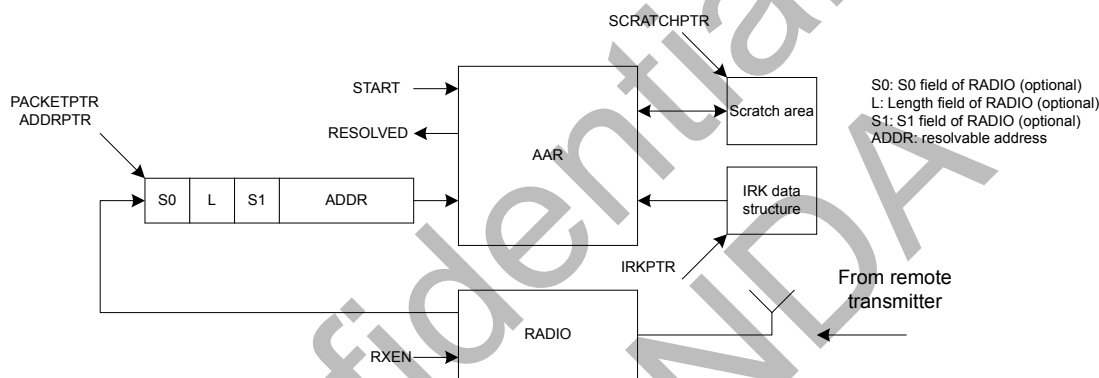 SCRATCHPTR
START
PACKETPTR
ADDRPTR
RESOLVED
AAR
Scratch area
S0: S0 field of RADIO (optional)
L: Length field of RADIO (optional)
S1: S1 field of RADIO (optional)
ADDR: resolvable address
S0
L
S1
ADDR
IRK data
structure
IRKPTR
From remote
transmitter
RADIO
RXEN
fidential
NDA